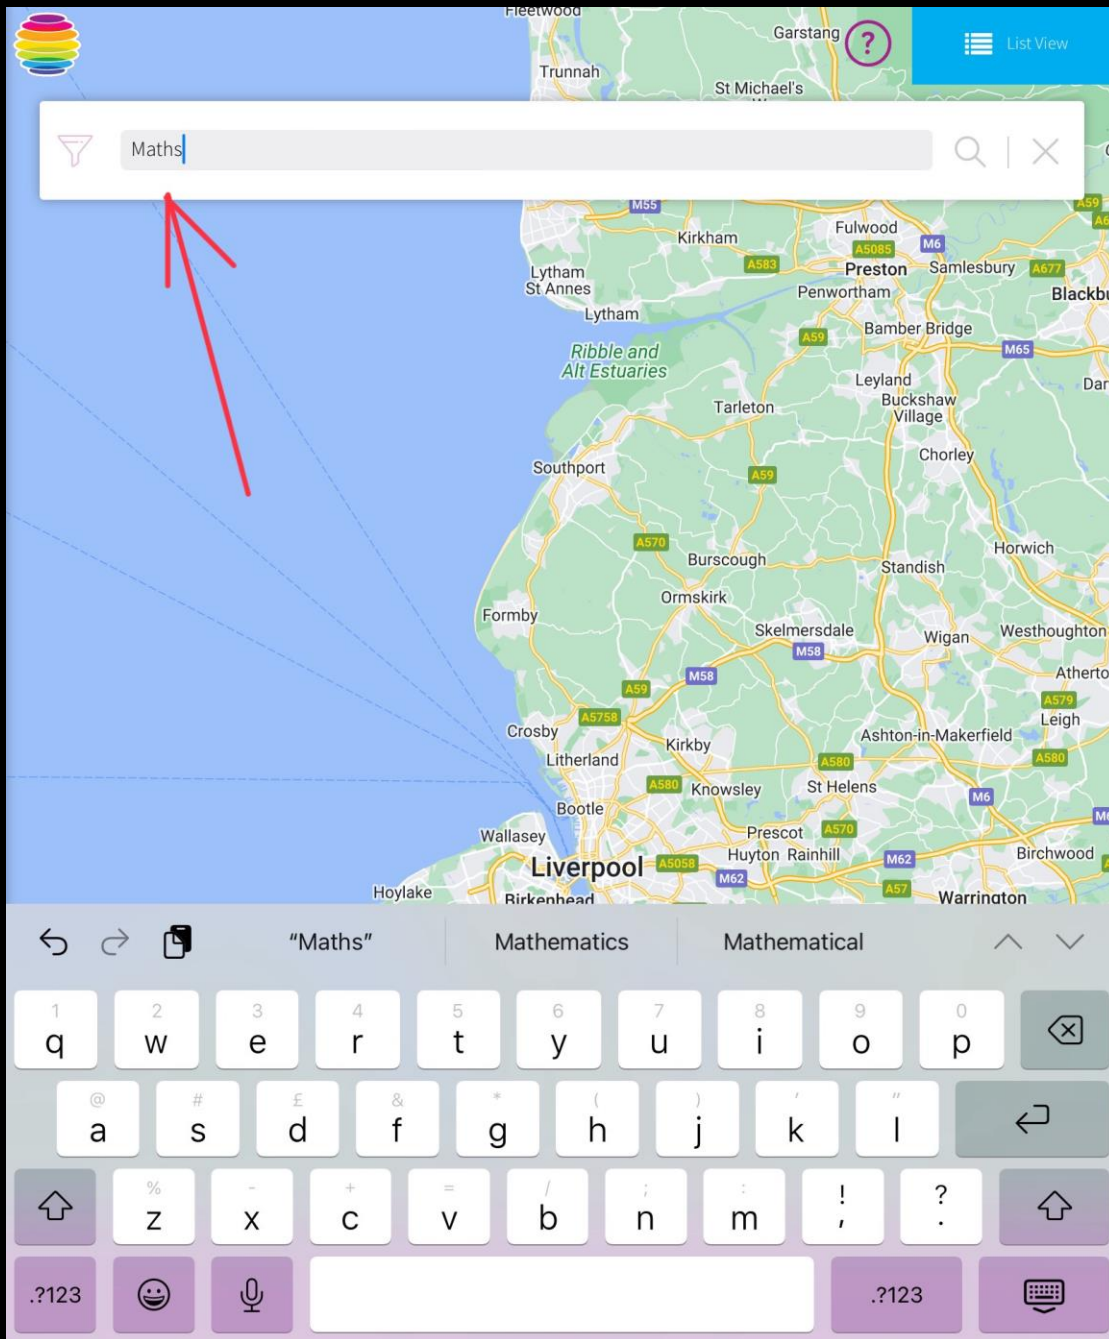 Fleetwood
Garstang
?
List View
Trunnah
St Michael's
Maths
M55
A59
Kirkham
Fulwood
A5085
M6
A583
Preston
Samlesbury
A677
Lytham
St Annes
Penwortham
Lytham
Bamber Bridge
A59
M65
Ribble and
Alt Estuaries
Leyland
Buckshaw
Village
Tarleton
Chorley
Southport
A59
A570
Horwich
Burscough
Standish
Ormskirk
Formby
Skelmersdale
M58
Wigan
Westhoughton
M58
A59
A579
Leigh
A5758
Crosby
Kirkby
Ashton-in-Makerfield
Litherland
A580
A580
A580
Knowsley
St Helens
M6
Bootle
Wallasey
Prescot
A570
Huyton
Rainhill
M62
Birchwood
Liverpool
A5058
M62
A57
Hoylake
Birkenhead
Warrington
"Maths"
Mathematics
Mathematical
1 2 3 4 5 6 7 8 9 0
q w e r t y u i o p
@ # £ & * ( ) ' "
a s d f g h j k l
% - + = / ; : ! ?
z x c v b n m , .
.?123
.?123